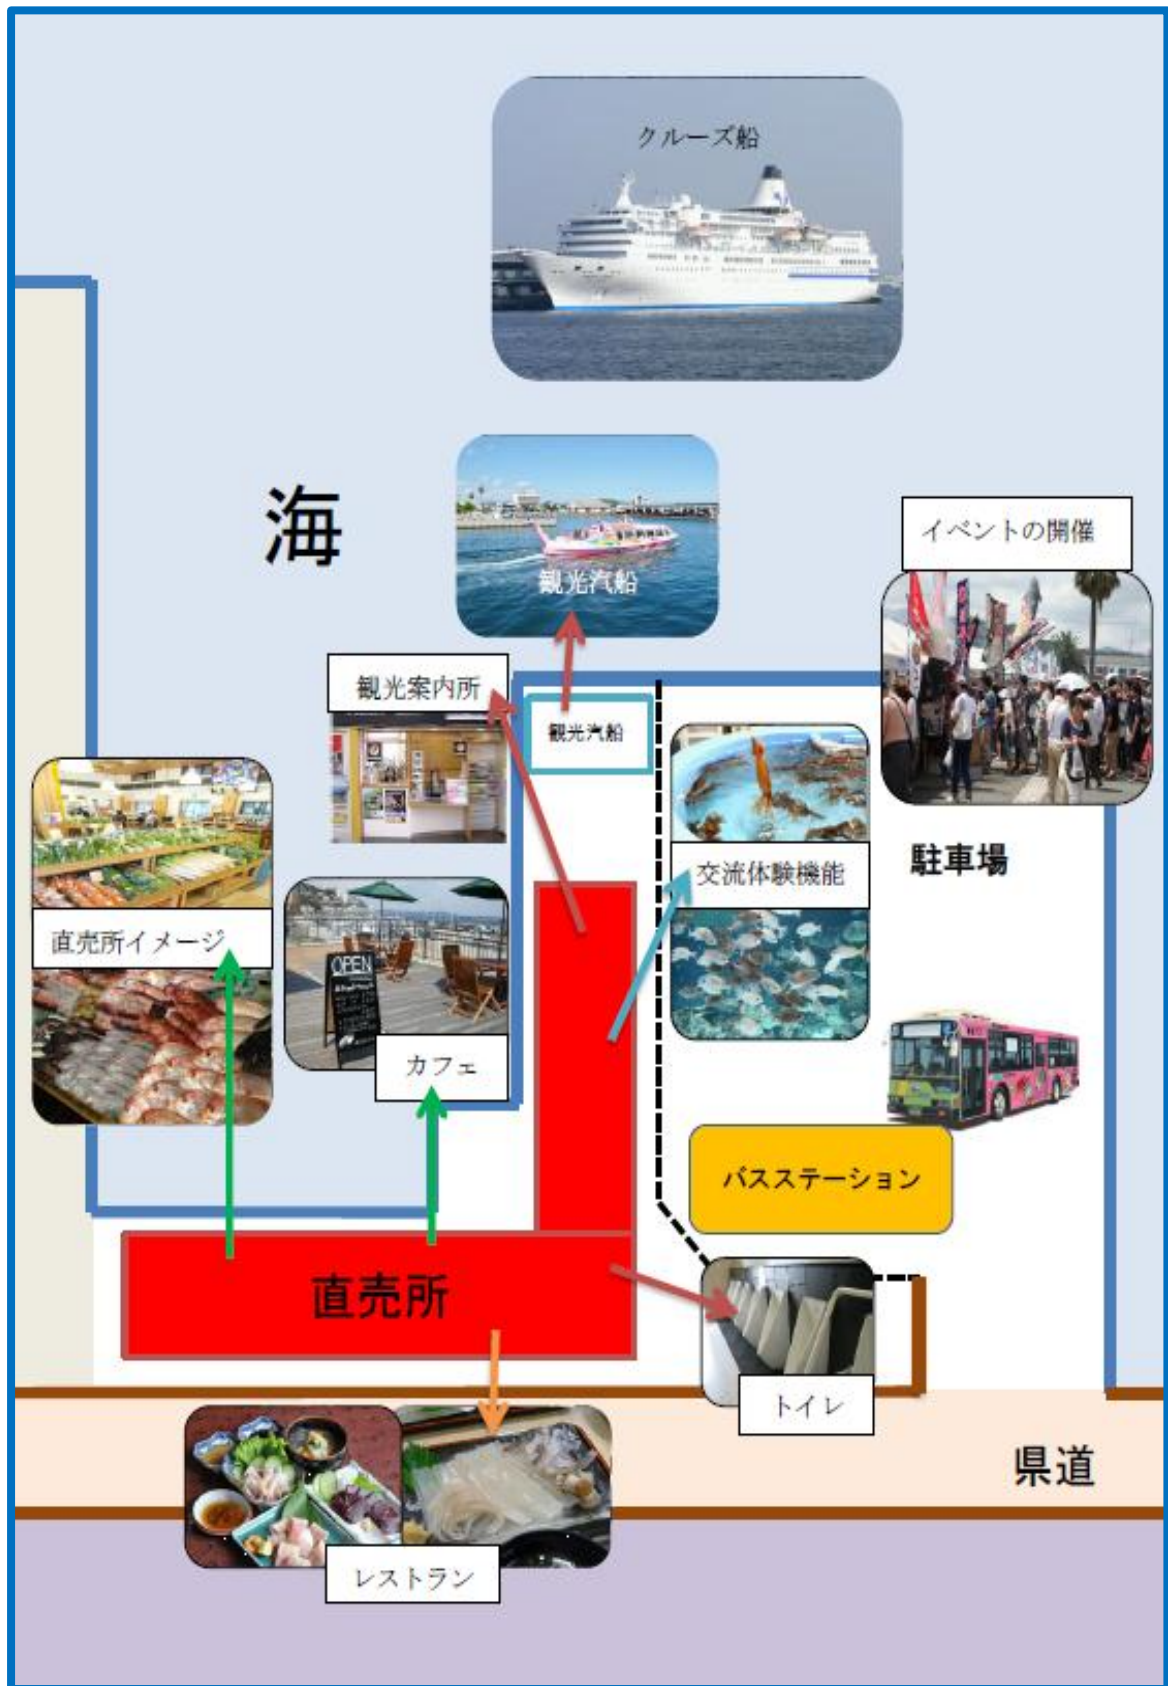 クルーズ船
海
観光汽船
イベントの開催
観光案内所
観光汽船
駐車場
交流体験機能
直売所イメージ
OPEN
カフェ
バスステーション
直売所
トイレ
県道
レストラン